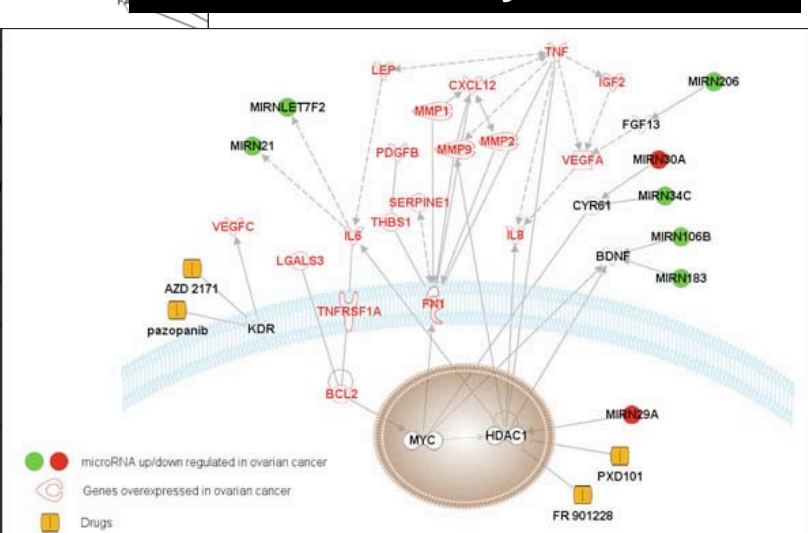 TNF
LEP
CXCL12
IGF2
MIRN206
MIRNLET7F2
MMP1
FGF13
MIRN21
PDGFB
MMP9
MMP2
VEGFA
MIRN30A
MIRN34C
SERPINE1
CYR61
VEGFC
THBS1
IL6
IL8
MIRN106B
LGALS3
BDNF
MIRN183
AZD 2171
TNFRSF1A
FN1
pazopanib
KDR
BCL2
MIRN29A
MYC
HDAC1
microRNA up/down regulated in ovarian cancer
PXD101
Genes overexpressed in ovarian cancer
FR 901228
Drugs